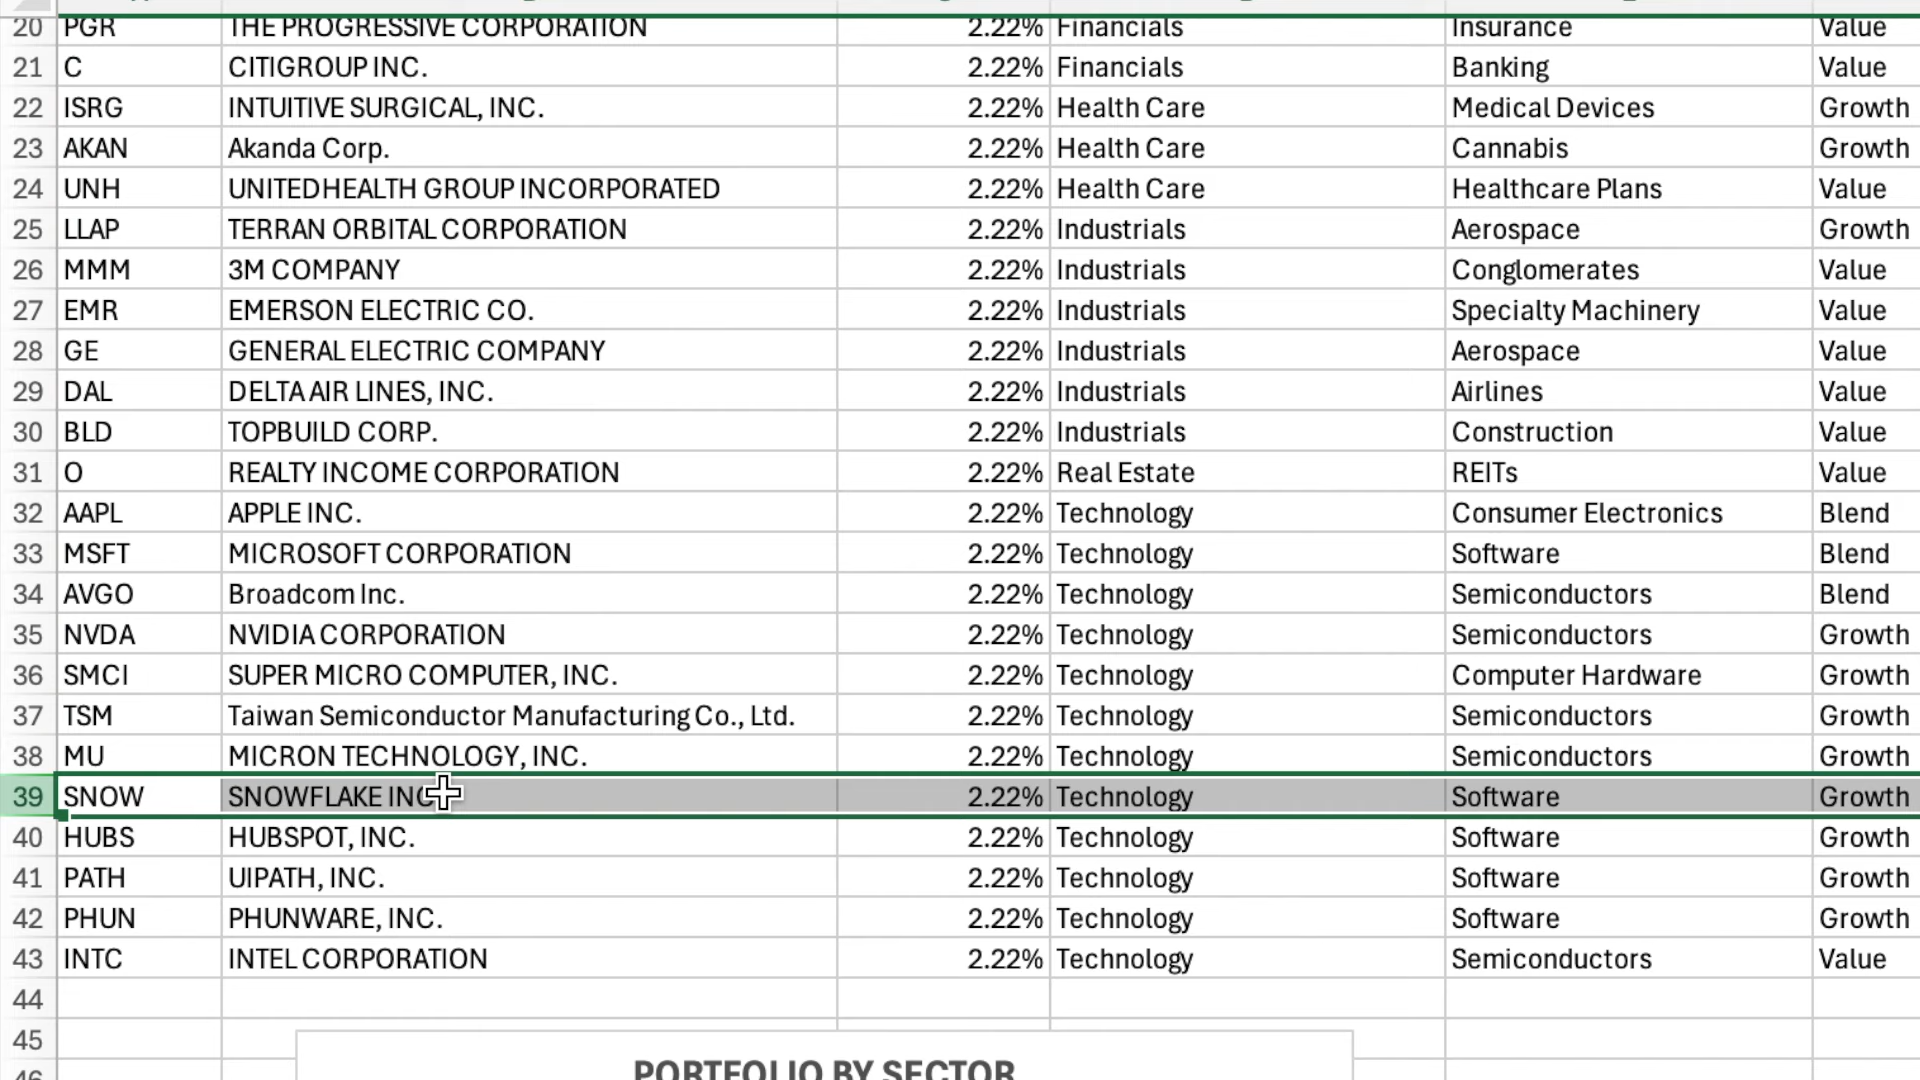 20 PGR THE PROGRESSIVE CORPORATION 2.22% Financials Insurance Value
21 C CITIGROUP INC. 2.22% Financials Banking Value
22 ISRG INTUITIVE SURGICAL, INC. 2.22% Health Care Medical Devices Growth
23 AKAN Akanda Corp. 2.22% Health Care Cannabis Growth
24 UNH UNITEDHEALTH GROUP INCORPORATED 2.22% Health Care Healthcare Plans Value
25 LLAP TERRAN ORBITAL CORPORATION 2.22% Industrials Aerospace Growth
26 MMM 3M COMPANY 2.22% Industrials Conglomerates Value
27 EMR EMERSON ELECTRIC CO. 2.22% Industrials Specialty Machinery Value
28 GE GENERAL ELECTRIC COMPANY 2.22% Industrials Aerospace Value
29 DAL DELTA AIR LINES, INC. 2.22% Industrials Airlines Value
30 BLD TOPBUILD CORP. 2.22% Industrials Construction Value
31 O REALTY INCOME CORPORATION 2.22% Real Estate REITs Value
32 AAPL APPLE INC. 2.22% Technology Consumer Electronics Blend
33 MSFT MICROSOFT CORPORATION 2.22% Technology Software Blend
34 AVGO Broadcom Inc. 2.22% Technology Semiconductors Blend
35 NVDA NVIDIA CORPORATION 2.22% Technology Semiconductors Growth
36 SMCI SUPER MICRO COMPUTER, INC. 2.22% Technology Computer Hardware Growth
37 TSM Taiwan Semiconductor Manufacturing Co., Ltd. 2.22% Technology Semiconductors Growth
38 MU MICRON TECHNOLOGY, INC. 2.22% Technology Semiconductors Growth
39 SNOW SNOWFLAKE INC 2.22% Technology Software Growth
40 HUBS HUBSPOT, INC. 2.22% Technology Software Growth
41 PATH UIPATH, INC. 2.22% Technology Software Growth
42 PHUN PHUNWARE, INC. 2.22% Technology Software Growth
43 INTC INTEL CORPORATION 2.22% Technology Semiconductors Value
44
45
46 PORTFOLIO BY SECTOR